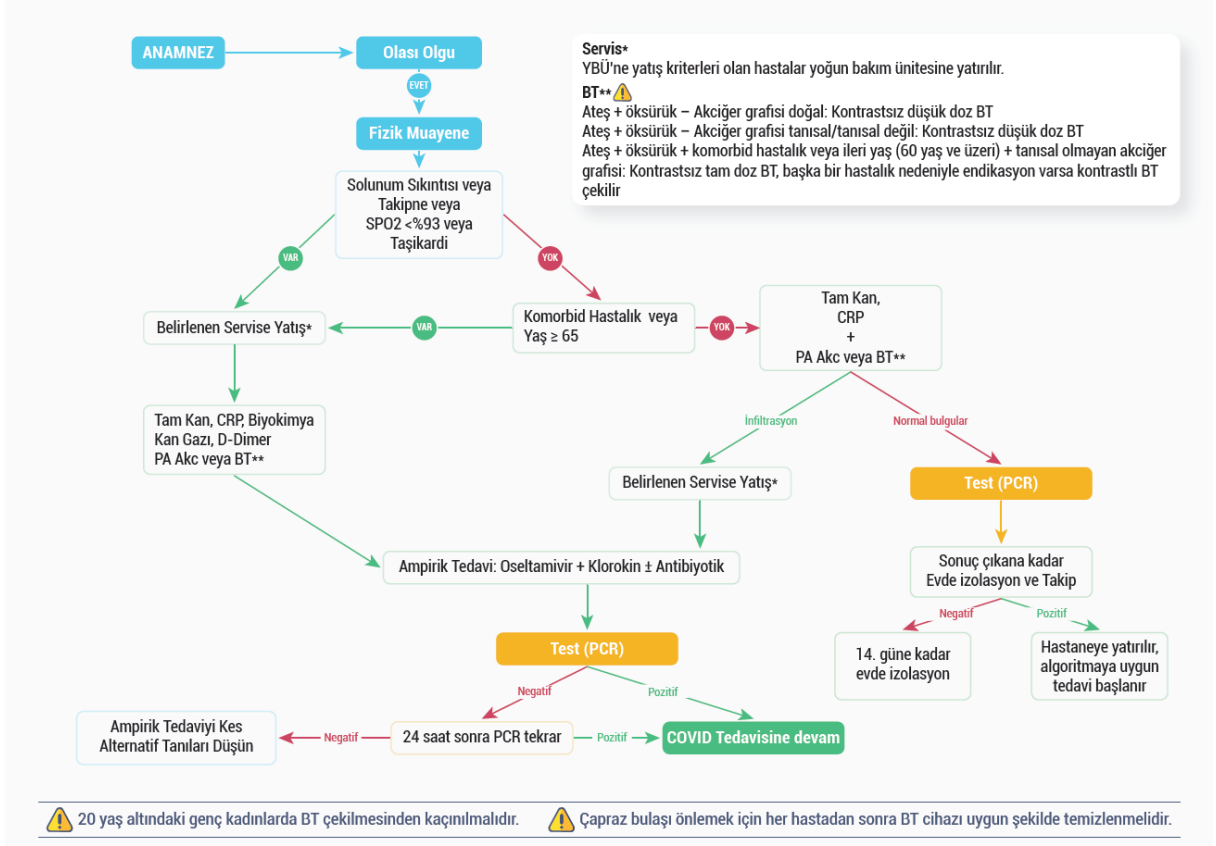 ANAMNEZ
Olası Olgu
EVET
Fizik Muayene
Solunum Sıkıntısı veya
Takipne veya
SPO2 <%93 veya
Taşikardi
Servis*
YBÜ'ne yatış kriterleri olan hastalar yoğun bakım ünitesine yatırılır.
BT**
Ateş + öksürük – Akciğer grafisi doğal: Kontrastsız düşük doz BT
Ateş + öksürük – Akciğer grafisi tanısal/tanısal değil: Kontrastsız düşük doz BT
Ateş + öksürük + komorbid hastalık veya ileri yaş (60 yaş ve üzeri) + tanısal olmayan akciğer
grafisi: Kontrastsız tam doz BT, başka bir hastalık nedeniyle endikasyon varsa kontrastlı BT
çekilir
VAR
YOK
Belirlenen Servise Yatış*
VAR
Komorbid Hastalık veya
Yaş ≥ 65
YOK
Tam Kan,
CRP
+
PA Akc veya BT**
Tam Kan, CRP, Biyokimya
Kan Gazı, D-Dimer
PA Akc veya BT**
İnfiltrasyon
Normal bulgular
Belirlenen Servise Yatış*
Test (PCR)
Ampirik Tedavi: Oseltamivir + Klorokin ± Antibiyotik
Sonuç çıkana kadar
Evde izolasyon ve Takip
Negatif
Pozitif
14. güne kadar
evde izolasyon
Hastaneye yatırılır,
algoritmaya uygun
tedavi başlanır
Test (PCR)
Negatif
Pozitif
Ampirik Tedaviyi Kes
Alternatif Tanıları Düşün
Negatif
24 saat sonra PCR tekrar
Pozitif
COVID Tedavisine devam
20 yaş altındaki genç kadınlarda BT çekilmesinden kaçınılmalıdır.
Çapraz bulaşı önlemek için her hastadan sonra BT cihazı uygun şekilde temizlenmelidir.